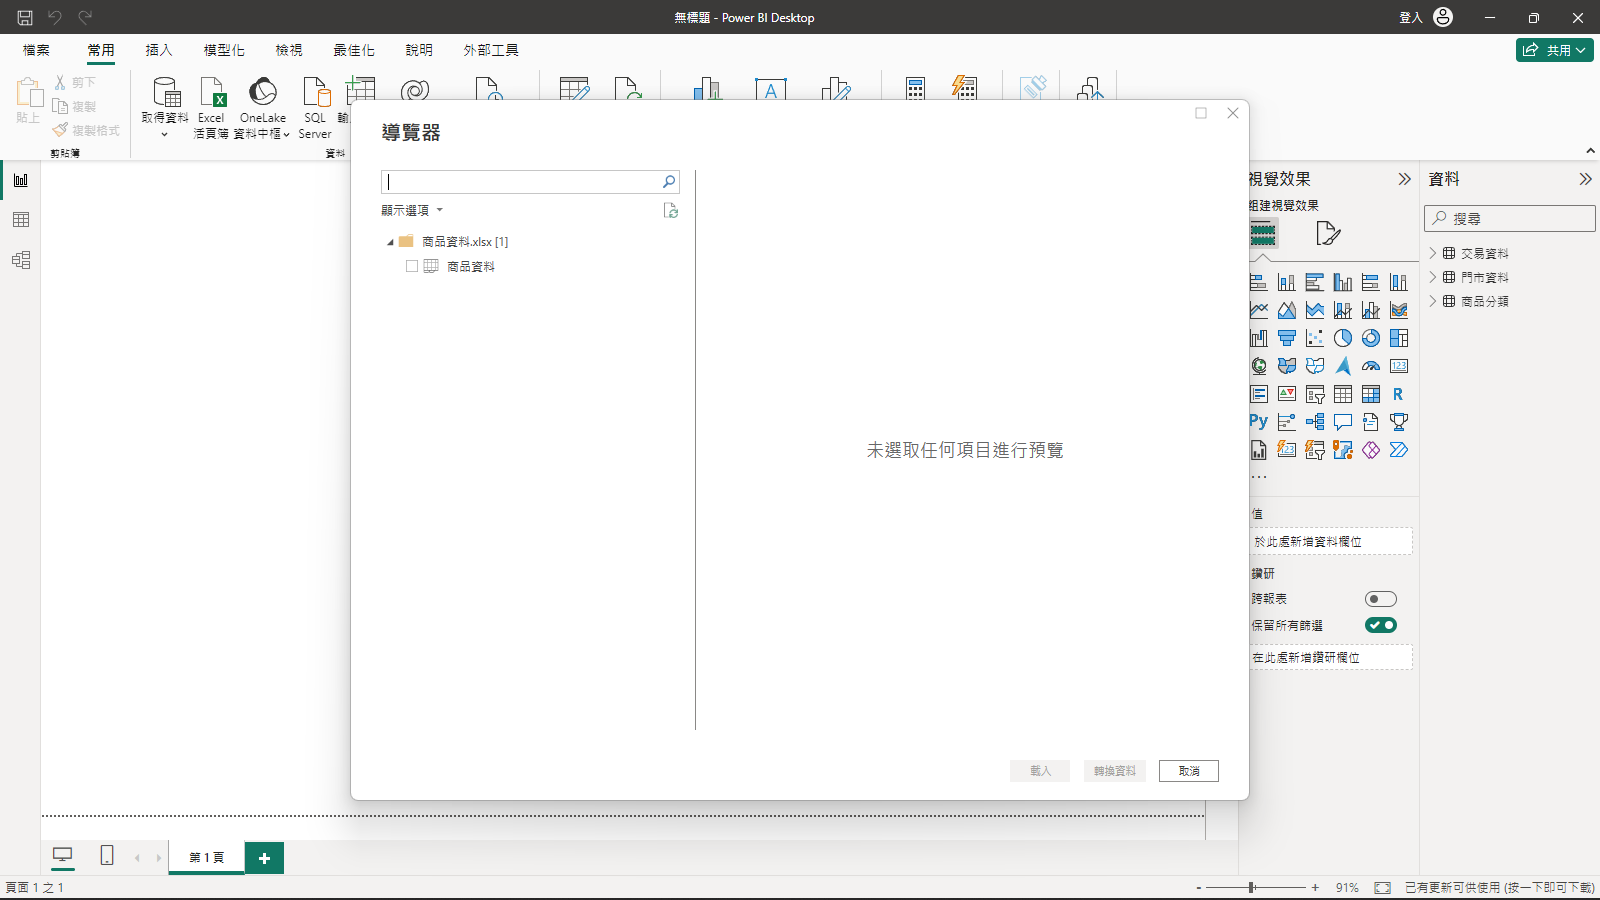 無標題 - Power BI Desktop
登入
檔案
常用
插入
模型化
檢視
最佳化
說明
外部工具
共用
貼上
剪下
複製
複製格式
剪貼簿
取得資料
Excel
活頁簿
OneLake
資料中樞
SQL
Server
資料
導覽器
顯示選項
商品資料.xlsx [1]
商品資料
未選取任何項目進行預覽
載入
轉換資料
取消
視覺效果
組建視覺效果
值
於此處新增資料欄位
鑽研
跨報表
保留所有篩選
在此處新增鑽研欄位
資料
搜尋
交易資料
門市資料
商品分類
第 1 頁
頁面 1 之 1
91%
已有更新可供使用 (按一下即可下載)